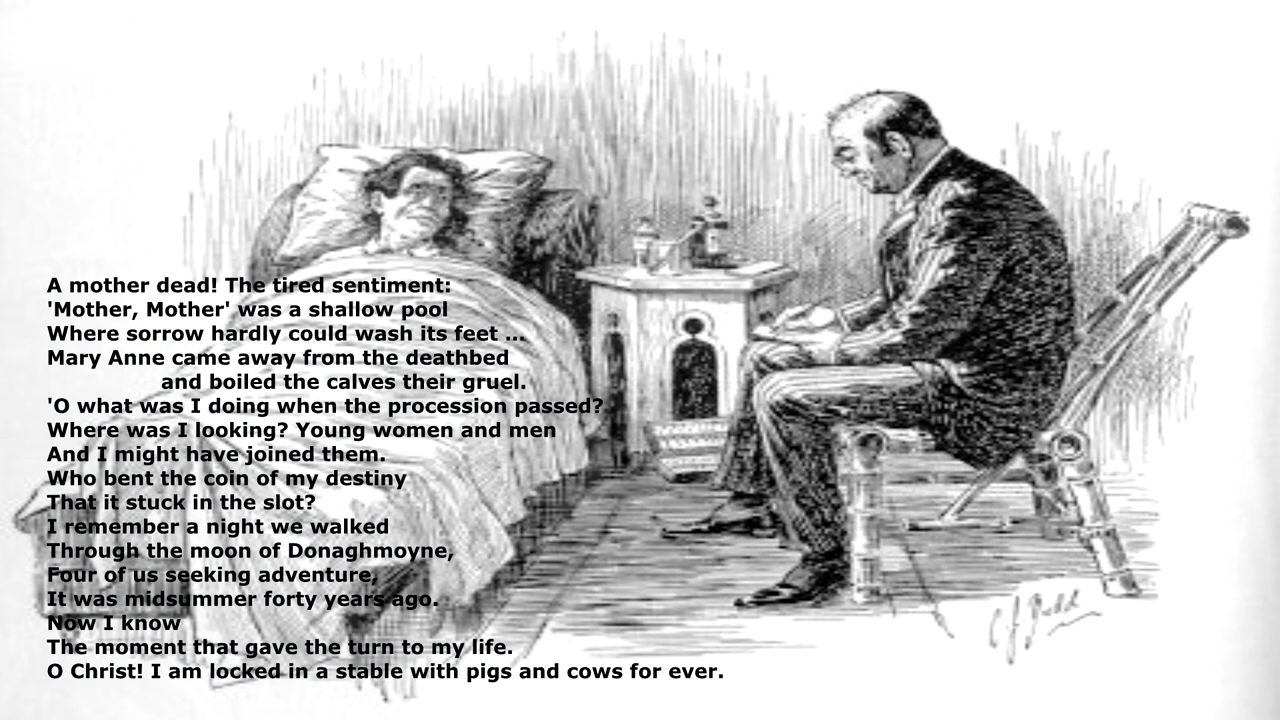 A mother dead! The tired sentiment:
'Mother, Mother' was a shallow pool
Where sorrow hardly could wash its feet ...
Mary Anne came away from the deathbed
and boiled the calves their gruel.
'O what was I doing when the procession passed?
Where was I looking? Young women and men
And I might have joined them.
Who bent the coin of my destiny
That it stuck in the slot?
I remember a night we walked
Through the moon of Donaghmoyne,
Four of us seeking adventure,
It was midsummer forty years ago.
Now I know
The moment that gave the turn to my life.
O Christ! I am locked in a stable with pigs and cows for ever.